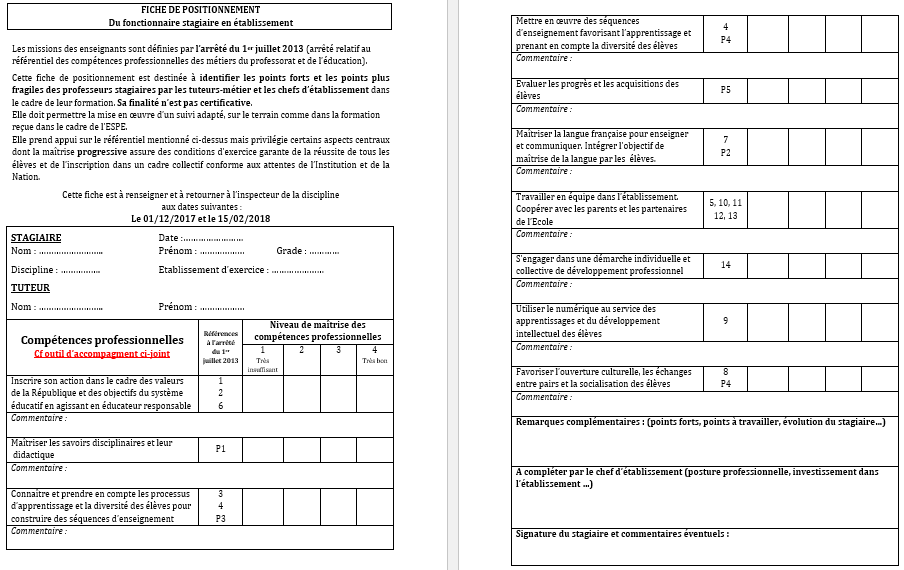 FICHE DE POSITIONNEMENT
Du fonctionnaire stagiaire en établissement
Les missions des enseignants sont définies par l'arrêté du 1er juillet 2013 (arrêté relatif au
référentiel des compétences professionnelles des métiers du professorat et de l'éducation).
Cette fiche de positionnement est destinée à identifier les points forts et les points plus
fragiles des professeurs stagiaires par les tuteurs-métier et les chefs d'établissement dans
le cadre de leur formation. Sa finalité n'est pas certificative.
Elle doit permettre la mise en œuvre d'un suivi adapté, sur le terrain comme dans la formation
reçue dans le cadre de l'ESPE.
Elle prend appui sur le référentiel mentionné ci-dessus mais privilégie certains aspects centraux
dont la maîtrise progressive assure des conditions d'exercice garante de la réussite de tous les
élèves et de l'inscription dans un cadre collectif conforme aux attentes de l'Institution et de la
Nation.
Cette fiche est à renseigner et à retourner à l'inspecteur de la discipline
aux dates suivantes :
Le 01/12/2017 et le 15/02/2018
STAGIAIRE Date :......................
Nom : ........................ Prénom : ................. Grade : ............
Discipline : ............... Etablissement d'exercice : ....................
TUTEUR
Nom : ........................ Prénom : .................
Compétences professionnelles
Cf outil d'accompagment ci-joint
Références
à l'arrêté
du 1er
juillet 2013
Niveau de maîtrise des
compétences professionnelles
1
Très
insuffisant
2
3
4
Très bon
Inscrire son action dans le cadre des valeurs
de la République et des objectifs du système
éducatif en agissant en éducateur responsable
1
2
6
Commentaire :
Maîtriser les savoirs disciplinaires et leur
didactique
P1
Commentaire :
Connaître et prendre en compte les processus
d'apprentissage et la diversité des élèves pour
construire des séquences d'enseignement
3
4
P3
Commentaire :
Mettre en œuvre des séquences
d'enseignement favorisant l'apprentissage et
prenant en compte la diversité des élèves
4
P4
Commentaire :
Evaluer les progrès et les acquisitions des
élèves
P5
Commentaire :
Maîtriser la langue française pour enseigner
et communiquer. Intégrer l'objectif de
maîtrise de la langue par les élèves.
7
P2
Commentaire :
Travailler en équipe dans l'établissement.
Coopérer avec les parents et les partenaires
de l'Ecole
5, 10, 11
12, 13
Commentaire :
S'engager dans une démarche individuelle et
collective de développement professionnel
14
Commentaire :
Utiliser le numérique au service des
apprentissages et du développement
intellectuel des élèves
9
Commentaire :
Favoriser l'ouverture culturelle, les échanges
entre pairs et la socialisation des élèves
8
P4
Commentaire :
Remarques complémentaires : (points forts, points à travailler, évolution du stagiaire...)
A compléter par le chef d'établissement (posture professionnelle, investissement dans
l'établissement ...)
Signature du stagiaire et commentaires éventuels :